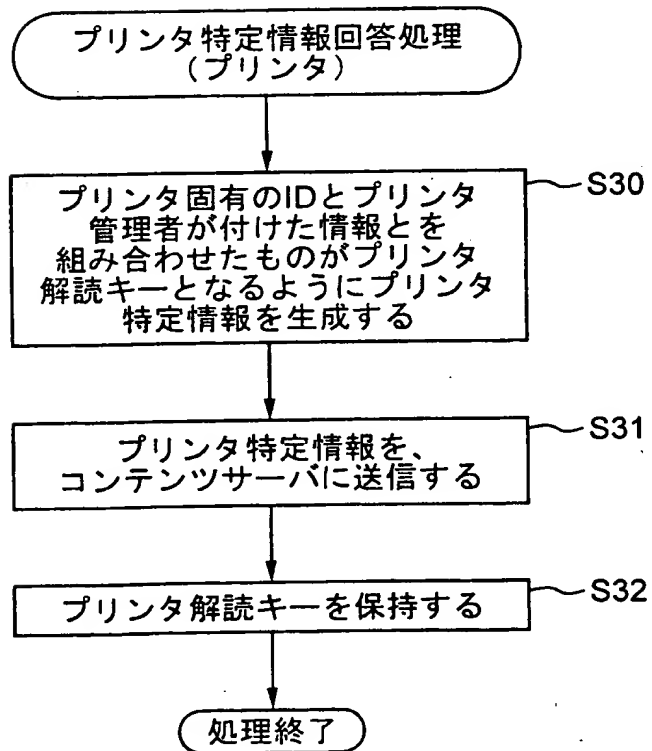 プリンタ特定情報回答処理
(プリンタ)
プリンタ固有のIDとプリンタ
管理者が付けた情報とを
組み合わせたものがプリンタ
解読キーとなるようにプリンタ
特定情報を生成する
S30
プリンタ特定情報を、
コンテンツサーバに送信する
S31
プリンタ解読キーを保持する
S32
処理終了